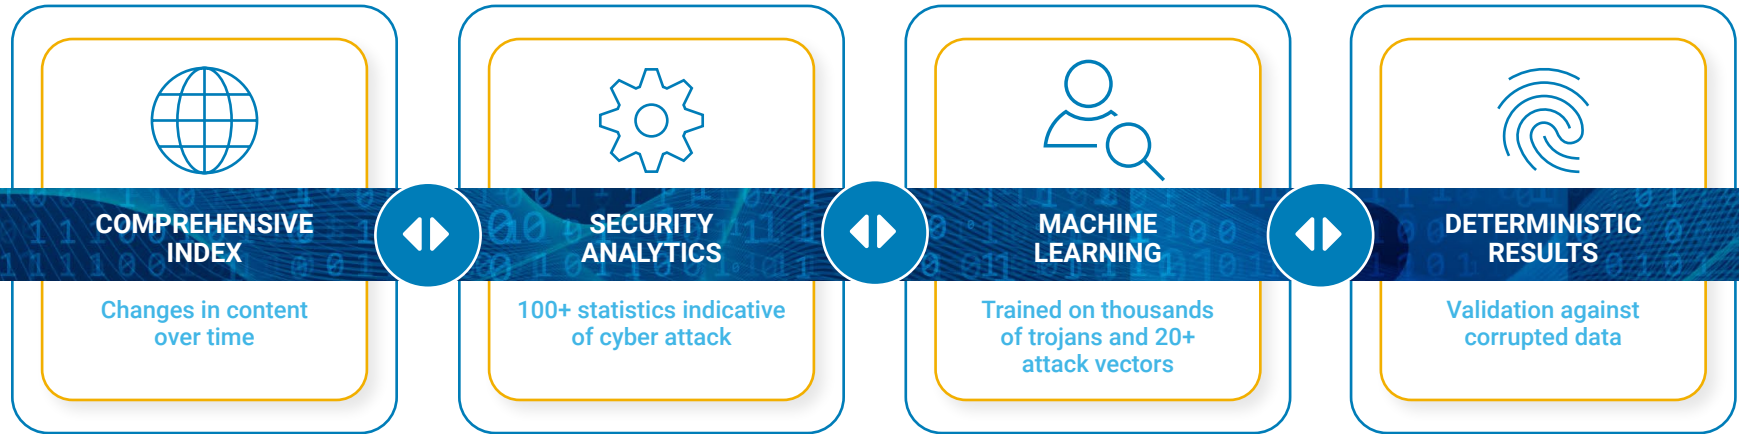 COMPREHENSIVE
INDEX
Changes in content
over time
SECURITY
ANALYTICS
100+ statistics indicative
of cyber attack
MACHINE
LEARNING
Trained on thousands
of trojans and 20+
attack vectors
DETERMINISTIC
RESULTS
Validation against
corrupted data